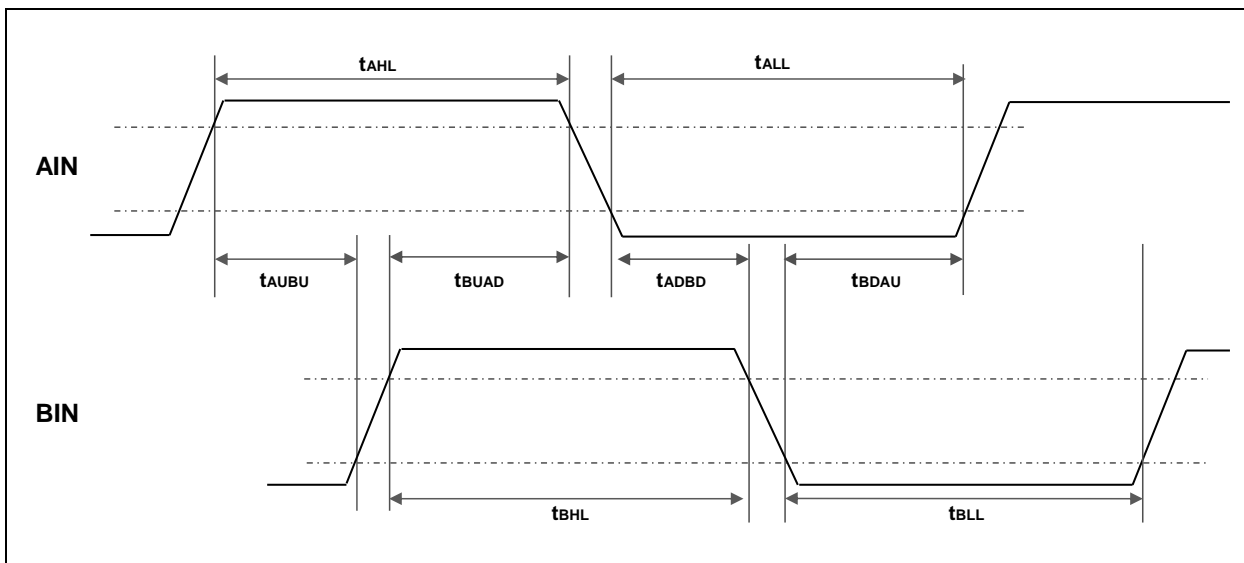 tAHL
tALL
AIN
tAUBU
tBUAD
tADBD
tBDAU
BIN
tBHL
tBLL